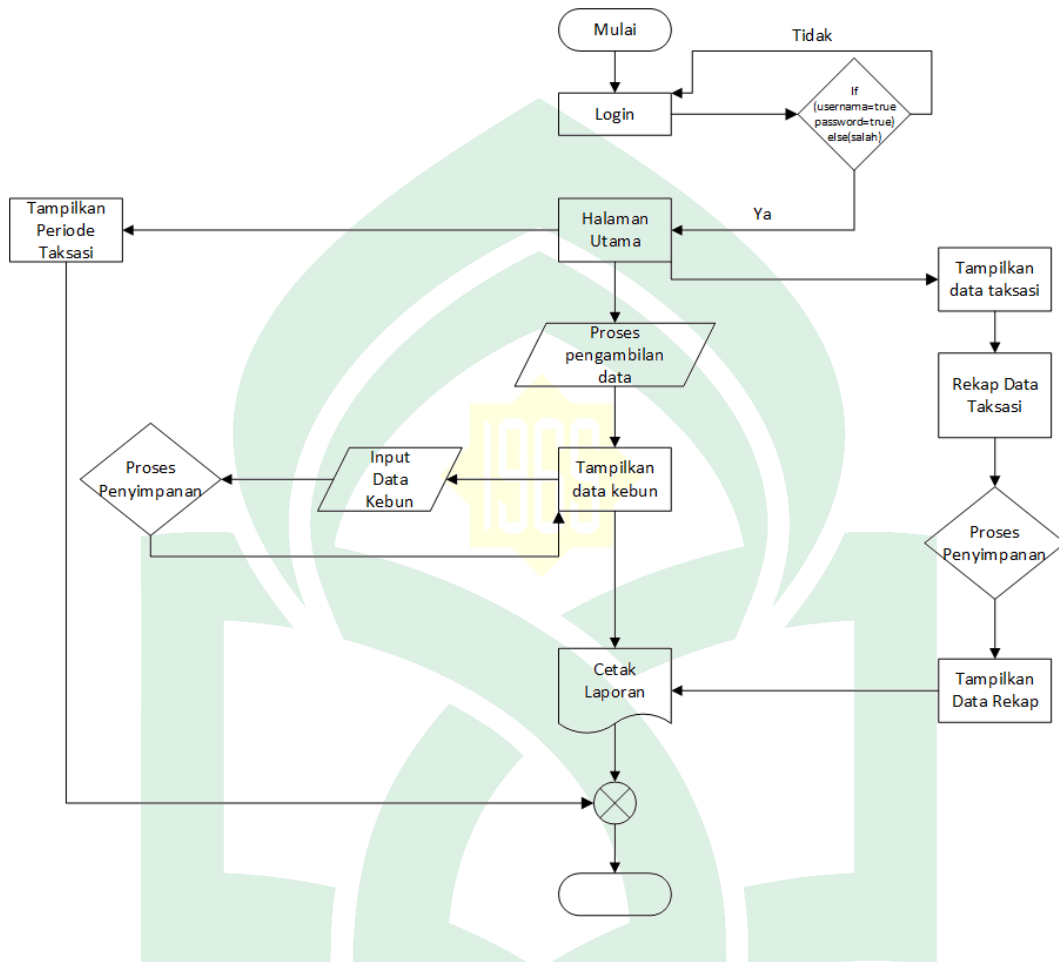 Mulai
Tidak
Login
If
(usernama=true
password=true)
else(salah)
Ya
Tampilkan
Periode
Taksasi
Halaman
Utama
Tampilkan
data taksasi
Proses
pengambilan
data
Rekap Data
Taksasi
Proses
Penyimpanan
Input
Data
Kebun
Tampilkan
data kebun
1988
Proses
Penyimpanan
Cetak
Laporan
Tampilkan
Data Rekap